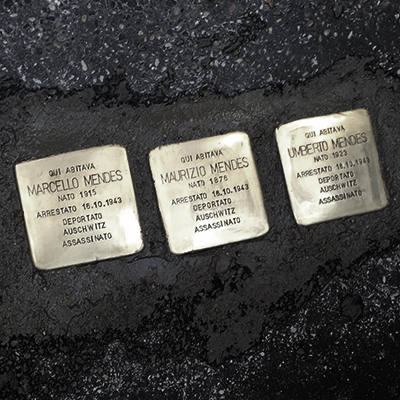 QUI ABITAVA
MARCELLO MENDES
NATO 1915
ARRESTATO 16.10.1943
DEPORTATO
AUSCHWITZ
ASSASSINATO
QUI ABITAVA
MAURIZIO MENDES
NATO 1878
ARRESTATO 16.10.1943
DEPORTATO
AUSCHWITZ
ASSASSINATO
QUI ABITAVA
UMBERTO MENDES
NATO 1923
ARRESTATO 16.10.1943
DEPORTATO
AUSCHWITZ
ASSASSINATO